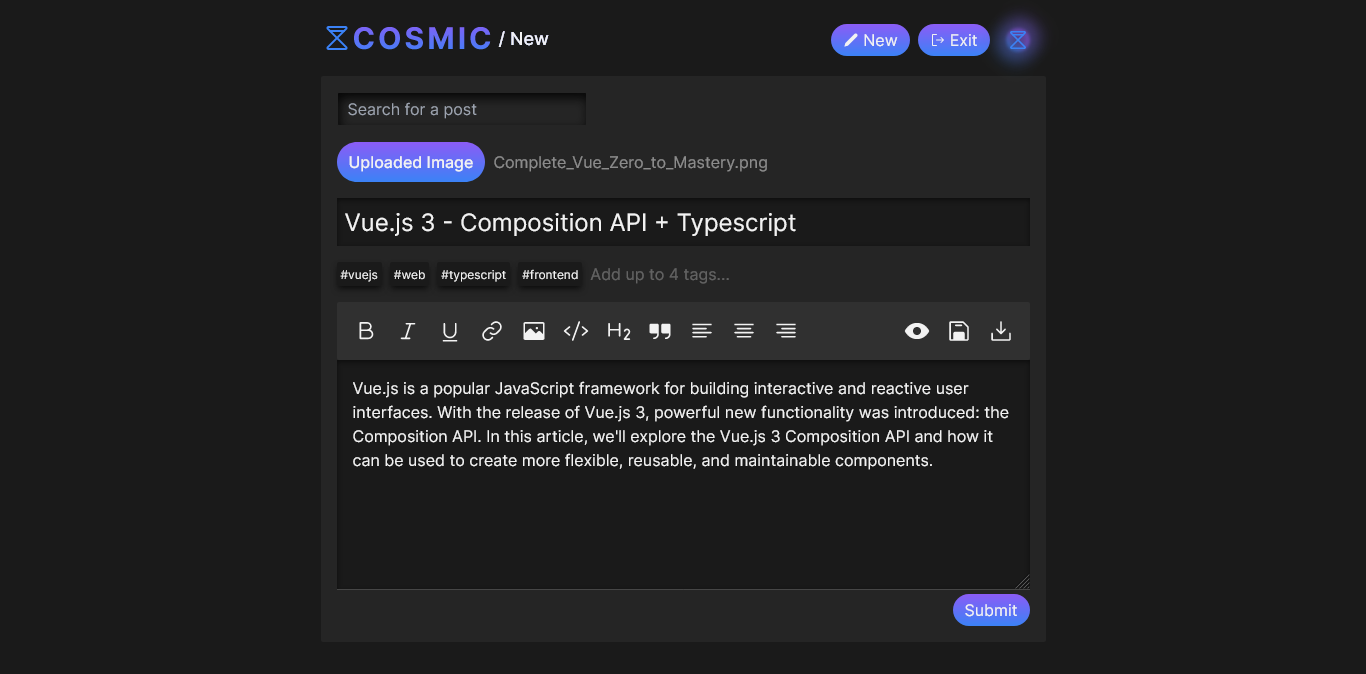 COSMIC / New
New
Exit
Search for a post
Uploaded Image Complete_Vue_Zero_to_Mastery.png
Vue.js 3 - Composition API + Typescript
#vuejs #web #typescript #frontend Add up to 4 tags...
B I U </> H2
Vue.js is a popular JavaScript framework for building interactive and reactive user
interfaces. With the release of Vue.js 3, powerful new functionality was introduced: the
Composition API. In this article, we'll explore the Vue.js 3 Composition API and how it
can be used to create more flexible, reusable, and maintainable components.
Submit